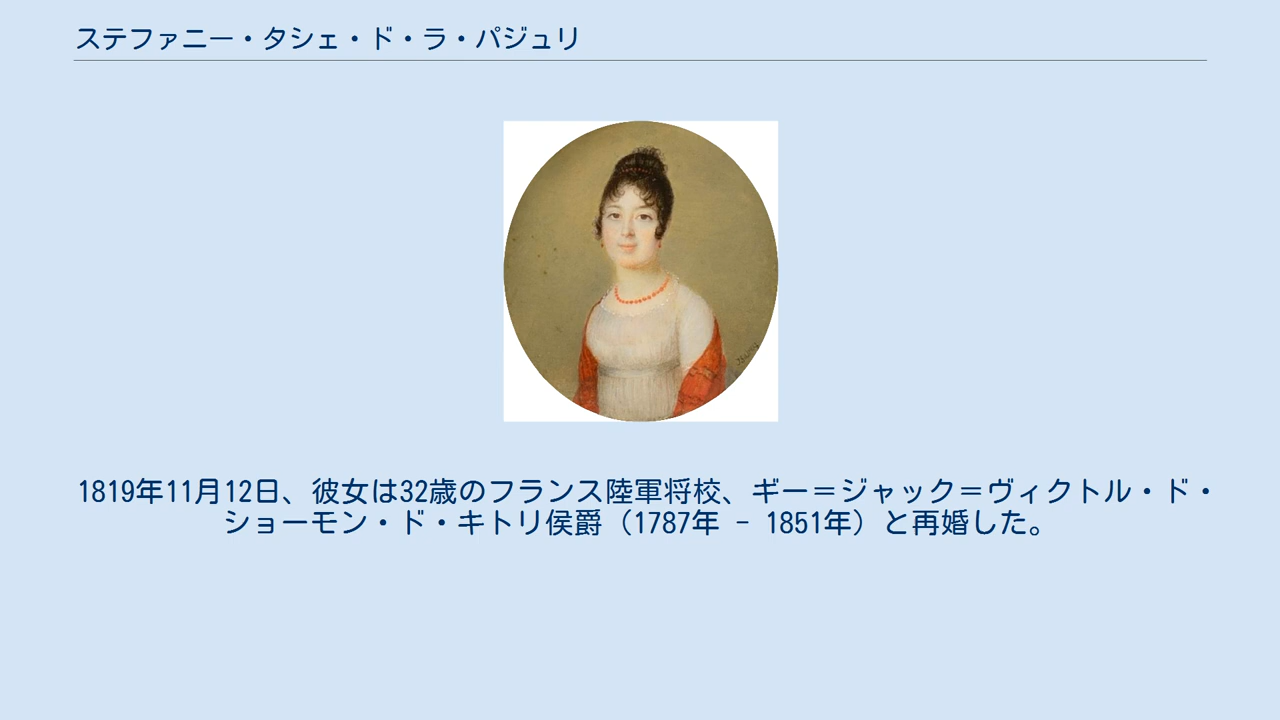 ステファニー・タシェ・ド・ラ・パジュリ
1819年11月12日、彼女は32歳のフランス陸軍将校、ギー＝ジャック＝ヴィクトル・ド・
ショーモン・ド・キトリ侯爵（1787年 - 1851年）と再婚した。